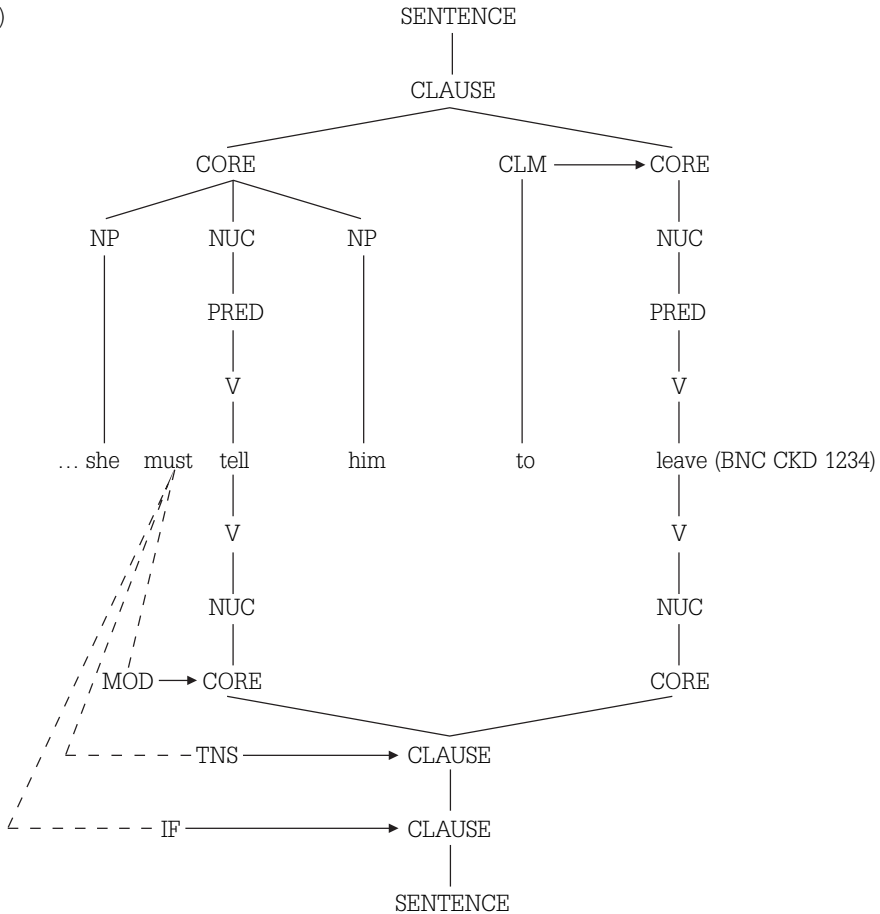 )
SENTENCE
CLAUSE
CORE CLM CORE
NP NUC NP NUC
PRED PRED
V V
… she must tell him to leave (BNC CKD 1234)
V V
NUC NUC
MOD CORE CORE
TNS CLAUSE
IF CLAUSE
SENTENCE